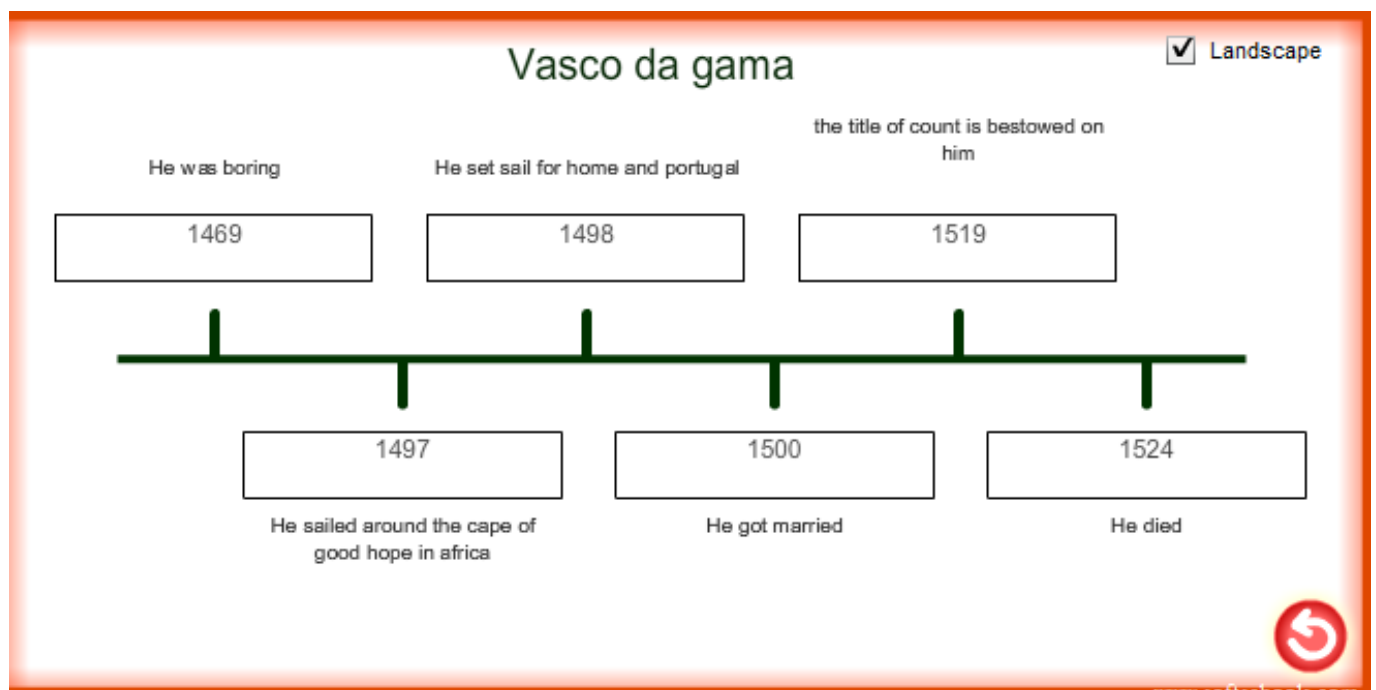 Vasco da gama
Landscape
the title of count is bestowed on
him
He was boring
He set sail for home and portugal
1469
1498
1519
1497
1500
1524
He sailed around the cape of
good hope in africa
He got married
He died